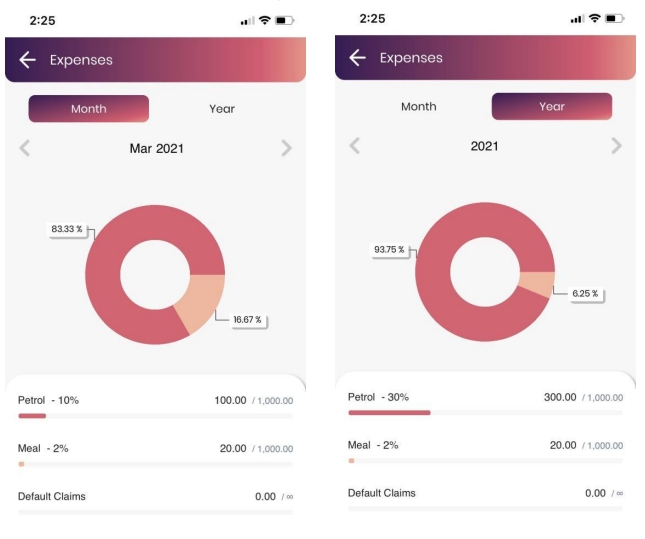 2:25
Expenses
Month Year
Mar 2021
83.33 %
16.67 %
Petrol - 10% 100.00 / 1,000.00
Meal - 2% 20.00 / 1,000.00
Default Claims 0.00 / ∞
2:25
Expenses
Month Year
2021
93.75 %
6.25 %
Petrol - 30% 300.00 / 1,000.00
Meal - 2% 20.00 / 1,000.00
Default Claims 0.00 / ∞